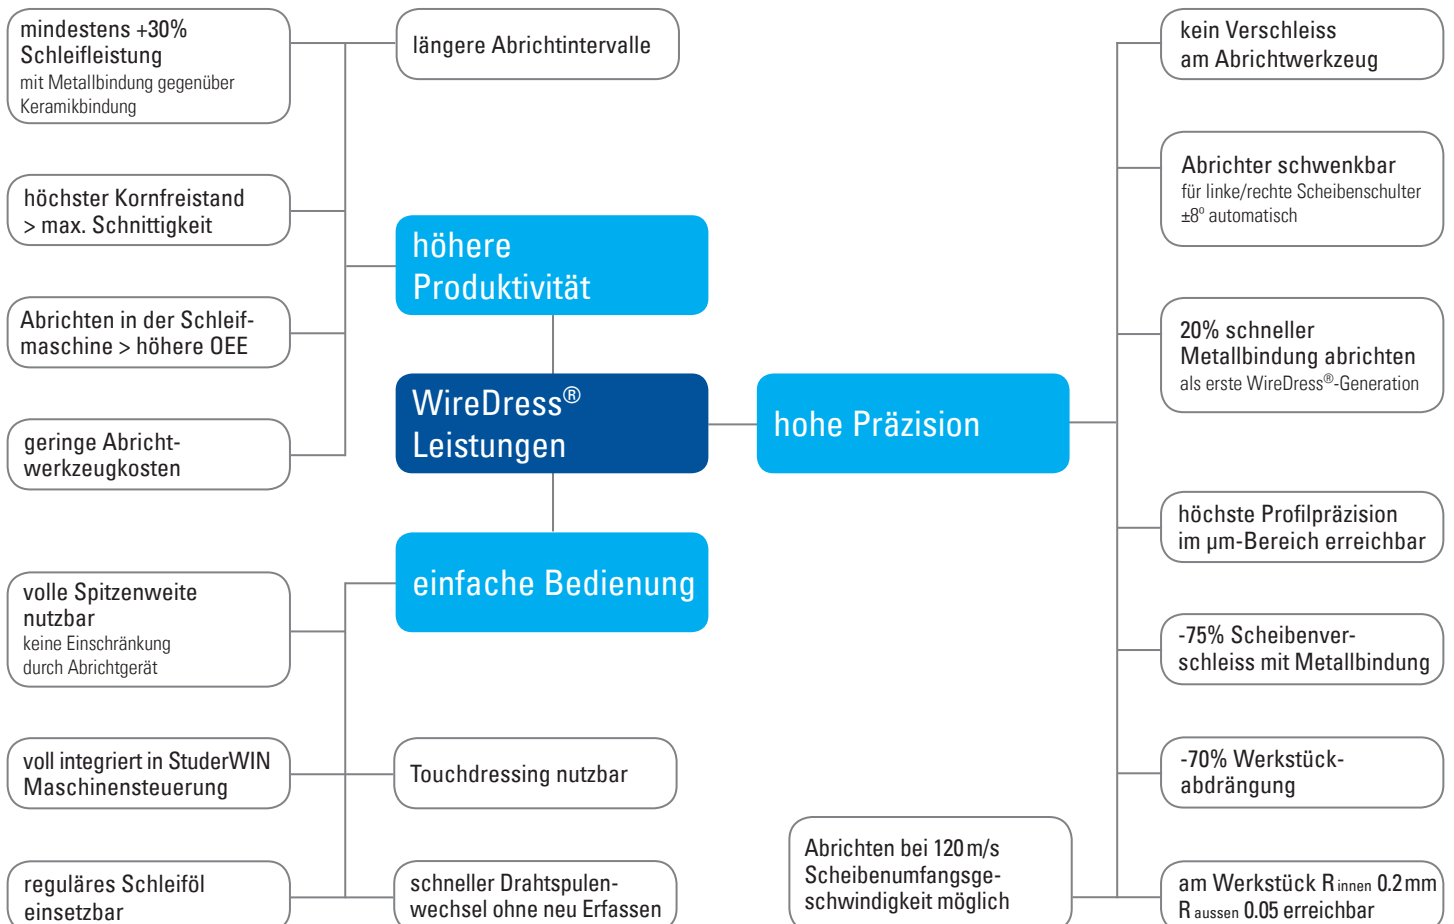 mindestens +30%
Schleifleistung
mit Metallbindung gegenüber
Keramikbindung
längere Abrichtintervalle
höchster Kornfreistand
> max. Schnittigkeit
Abrichten in der Schleif-
maschine > höhere OEE
geringe Abricht-
werkzeugkosten
höhere
Produktivität
WireDress®
Leistungen
hohe Präzision
einfache Bedienung
volle Spitzenweite
nutzbar
keine Einschränkung
durch Abrichtgerät
voll integriert in StuderWIN
Maschinensteuerung
Touchdressing nutzbar
reguläres Schleiföl
einsetzbar
schneller Drahtspulen-
wechsel ohne neu Erfassen
kein Verschleiss
am Abrichtwerkzeug
Abrichter schwenkbar
für linke/rechte Scheibenschulter
±8° automatisch
20% schneller
Metallbindung abrichten
als erste WireDress®-Generation
höchste Profilpräzision
im µm-Bereich erreichbar
-75% Scheibenver-
schleiss mit Metallbindung
-70% Werkstück-
abdrängung
Abrichten bei 120 m/s
Scheibenumfangsge-
schwindigkeit möglich
am Werkstück R innen 0.2 mm
R aussen 0.05 erreichbar